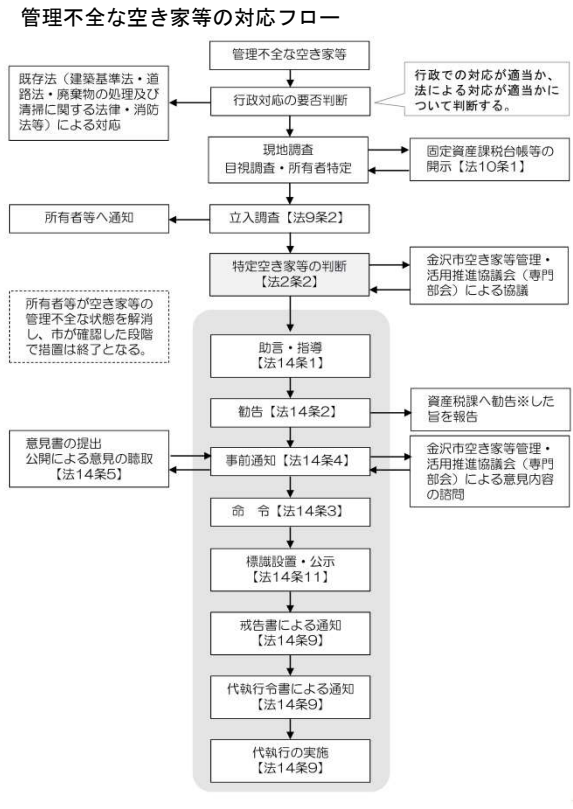 管理不全な空き家等の対応フロー
管理不全な空き家等
既存法（建築基準法・道
路法・廃棄物の処理及び
清掃に関する法律・消防
法等）による対応
行政対応の要否判断
行政での対応が適当か、
法による対応が適当かに
ついて判断する。
現地調査
目視調査・所有者特定
固定資産課税台帳等の
開示【法10条1】
所有者等へ通知
立入調査【法9条2】
特定空き家等の判断
【法2条2】
金沢市空き家等管理・
活用推進協議会（専門
部会）による協議
所有者等が空き家等の
管理不全な状態を解消
し、市が確認した段階
で措置は終了となる。
助言・指導
【法14条1】
勧告【法14条2】
資産税課へ勧告※した
旨を報告
意見書の提出
公開による意見の聴取
【法14条5】
事前通知【法14条4】
金沢市空き家等管理・
活用推進協議会（専門
部会）による意見内容
の諮問
命　令【法14条3】
標識設置・公示
【法14条11】
戒告書による通知
【法14条9】
代執行令書による通知
【法14条9】
代執行の実施
【法14条9】